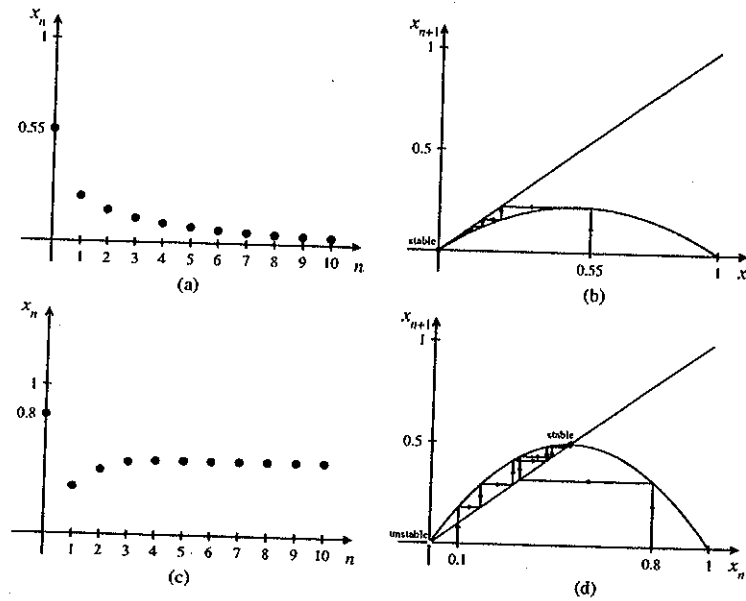 x_n
1
0.55
1 2 3 4 5 6 7 8 9 10 n
(a)
x_{n+1}
1
0.5
stable
0.55 1 x
(b)
x_n
1
0.8
1 2 3 4 5 6 7 8 9 10 n
(c)
x_{n+1}
1
stable
0.5
unstable
0.1 0.8 1 x_n
(d)